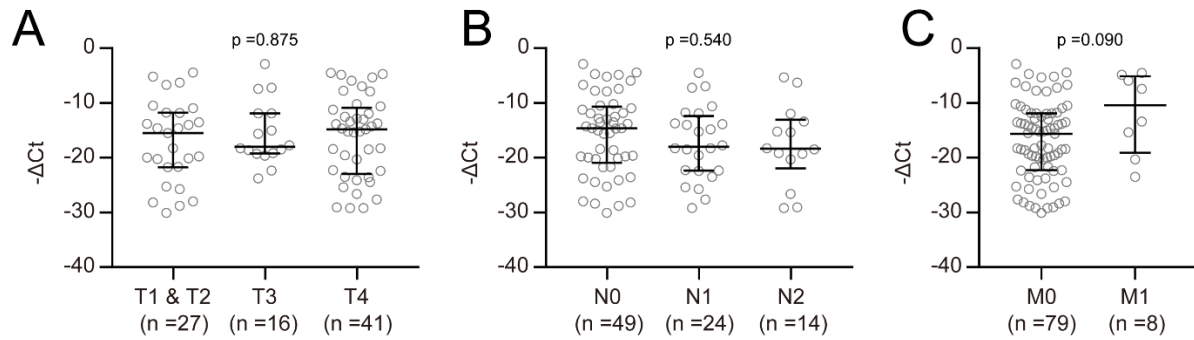 A
p =0.875
-ΔCt
0
-10
-20
-30
-40
T1 & T2
(n =27)
T3
(n =16)
T4
(n =41)
B
p =0.540
-ΔCt
0
-10
-20
-30
-40
N0
(n =49)
N1
(n =24)
N2
(n =14)
C
p =0.090
-ΔCt
0
-10
-20
-30
-40
M0
(n =79)
M1
(n =8)